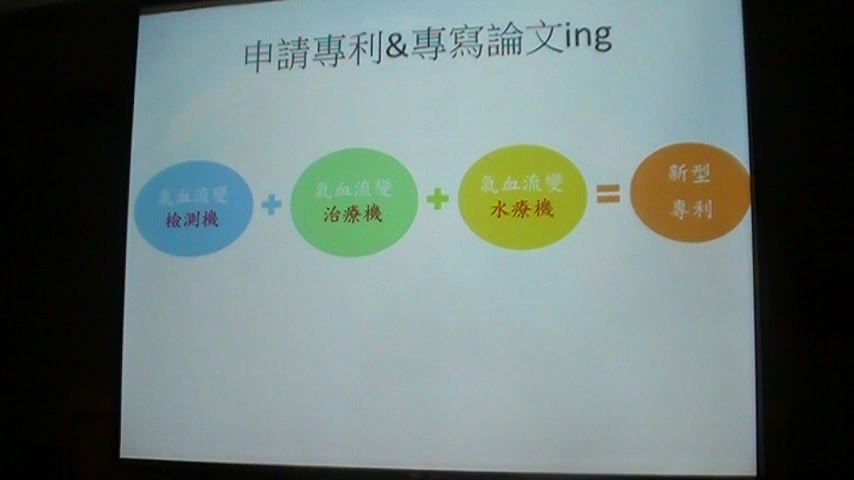 申請專利&專寫論文ing
氣血流變
檢測機
+
氣血流變
治療機
+
氣血流變
水療機
=
新型
專利